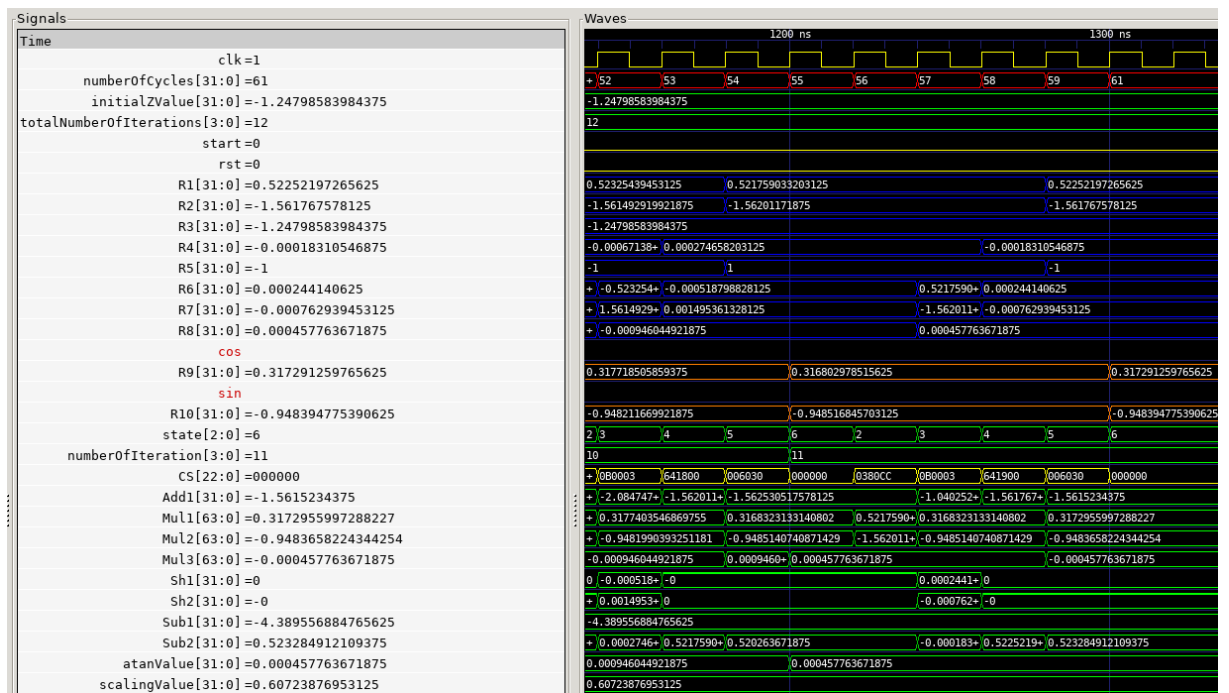 Signals
Waves
Time
1200 ns 1300 ns
clk=1
numberOfCycles[31:0]=61 + 52 53 54 55 56 57 58 59 61
initialZValue[31:0]=-1.24798583984375 -1.24798583984375
totalNumberOfIterations[3:0]=12 12
start=0
rst=0
R1[31:0]=0.52252197265625 0.52325439453125 0.521759033203125 0.52252197265625
R2[31:0]=-1.561767578125 -1.561492919921875 -1.56201171875 -1.561767578125
R3[31:0]=-1.24798583984375 -1.24798583984375
R4[31:0]=-0.00018310546875 -0.00067138+ 0.000274658203125 -0.00018310546875
R5[31:0]=-1 -1 1 -1
R6[31:0]=0.000244140625 + -0.523254+ -0.000518798828125 0.5217590+ 0.000244140625
R7[31:0]=-0.000762939453125 + 1.5614929+ 0.001495361328125 -1.562011+ -0.000762939453125
R8[31:0]=0.000457763671875 + -0.000946044921875 0.000457763671875
cos
R9[31:0]=0.317291259765625 0.317718505859375 0.316802978515625 0.317291259765625
sin
R10[31:0]=-0.948394775390625 -0.948211669921875 -0.948516845703125 -0.948394775390625
state[2:0]=6 2 3 4 5 6 2 3 4 5 6
numberOfIteration[3:0]=11 10 11
CS[22:0]=000000 + 0B0003 641800 006030 000000 0380CC 0B0003 641900 006030 000000
Add1[31:0]=-1.5615234375 + -2.084747+ -1.562011+ -1.562530517578125 -1.040252+ -1.561767+ -1.5615234375
Mul1[63:0]=0.3172955997288227 + 0.3177403546869755 0.3168323133140802 0.5217590+ 0.3168323133140802 0.3172955997288227
Mul2[63:0]=-0.9483658224344254 + -0.9481990393251181 -0.9485140740871429 -1.562011+ -0.9485140740871429 -0.9483658224344254
Mul3[63:0]=-0.000457763671875 -0.000946044921875 0.0009460+ 0.000457763671875 -0.000457763671875
Sh1[31:0]=0 0 -0.000518+ -0 0.0002441+ 0
Sh2[31:0]=-0 + 0.0014953+ 0 -0.000762+ -0
Sub1[31:0]=-4.389556884765625 -4.389556884765625
Sub2[31:0]=0.523284912109375 + 0.0002746+ 0.5217590+ 0.520263671875 -0.000183+ 0.5225219+ 0.523284912109375
atanValue[31:0]=0.000457763671875 0.000946044921875 0.000457763671875
scalingValue[31:0]=0.60723876953125 0.60723876953125